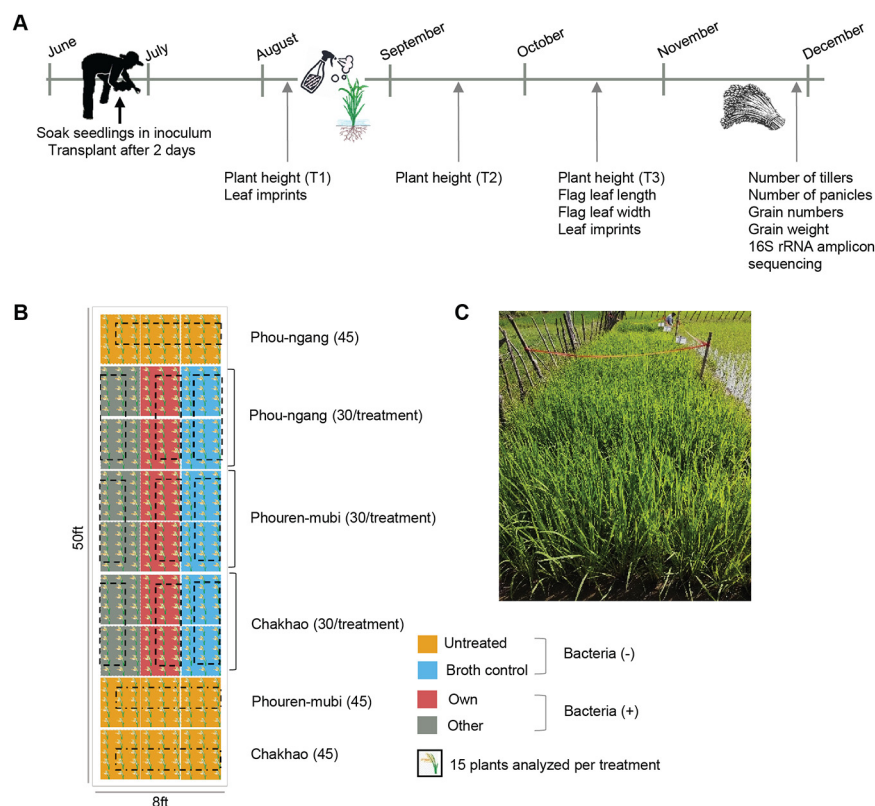 A
June
July
August
September
October
November
December
Soak seedlings in inoculum
Transplant after 2 days
Plant height (T1)
Leaf imprints
Plant height (T2)
Plant height (T3)
Flag leaf length
Flag leaf width
Leaf imprints
Number of tillers
Number of panicles
Grain numbers
Grain weight
16S rRNA amplicon
sequencing
B
Phou-ngang (45)
Phou-ngang (30/treatment)
Phouren-mubi (30/treatment)
Chakhao (30/treatment)
Phouren-mubi (45)
Chakhao (45)
50ft
8ft
C
Untreated
Broth control
Bacteria (-)
Own
Other
Bacteria (+)
15 plants analyzed per treatment